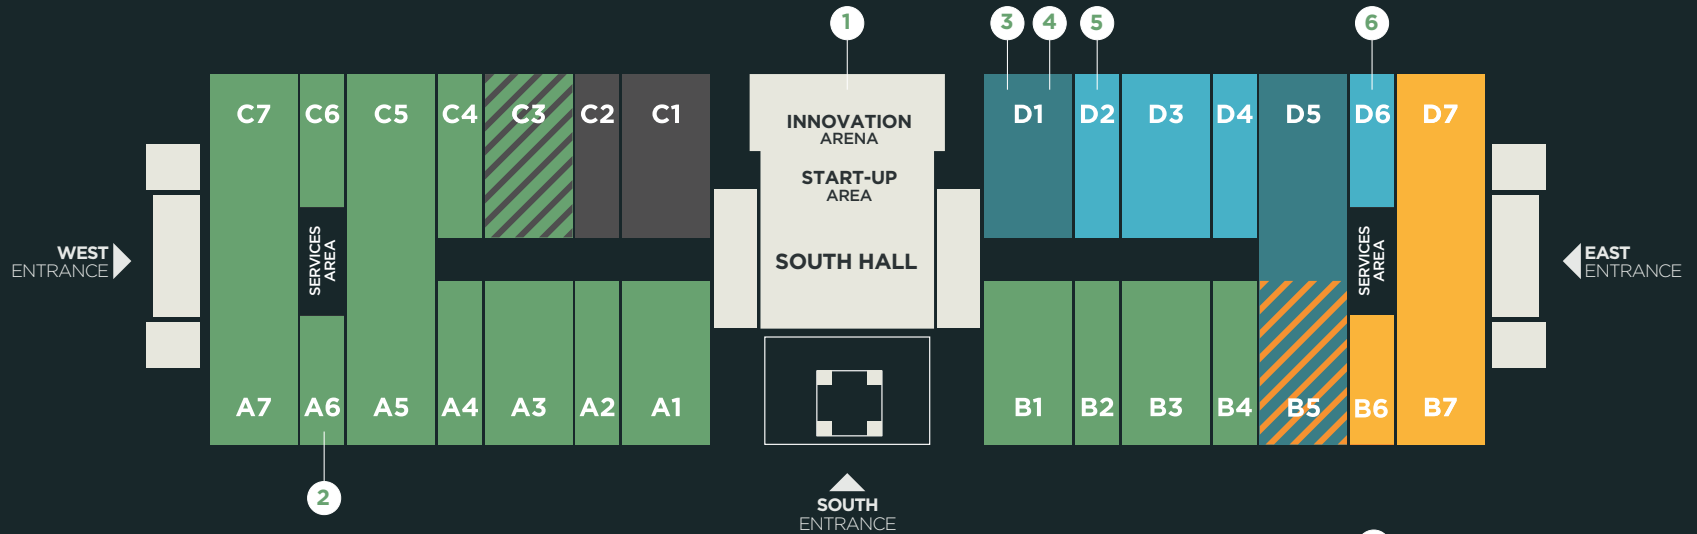 1
3
4
5
6
C7
C6
C5
C4
C3
C2
C1
INNOVATION
ARENA
START-UP
AREA
SOUTH HALL
D1
D2
D3
D4
D5
D6
D7
WEST
ENTRANCE
SERVICES
AREA
SERVICES
AREA
EAST
ENTRANCE
A7
A6
A5
A4
A3
A2
A1
B1
B2
B3
B4
B5
B6
B7
2
SOUTH
ENTRANCE